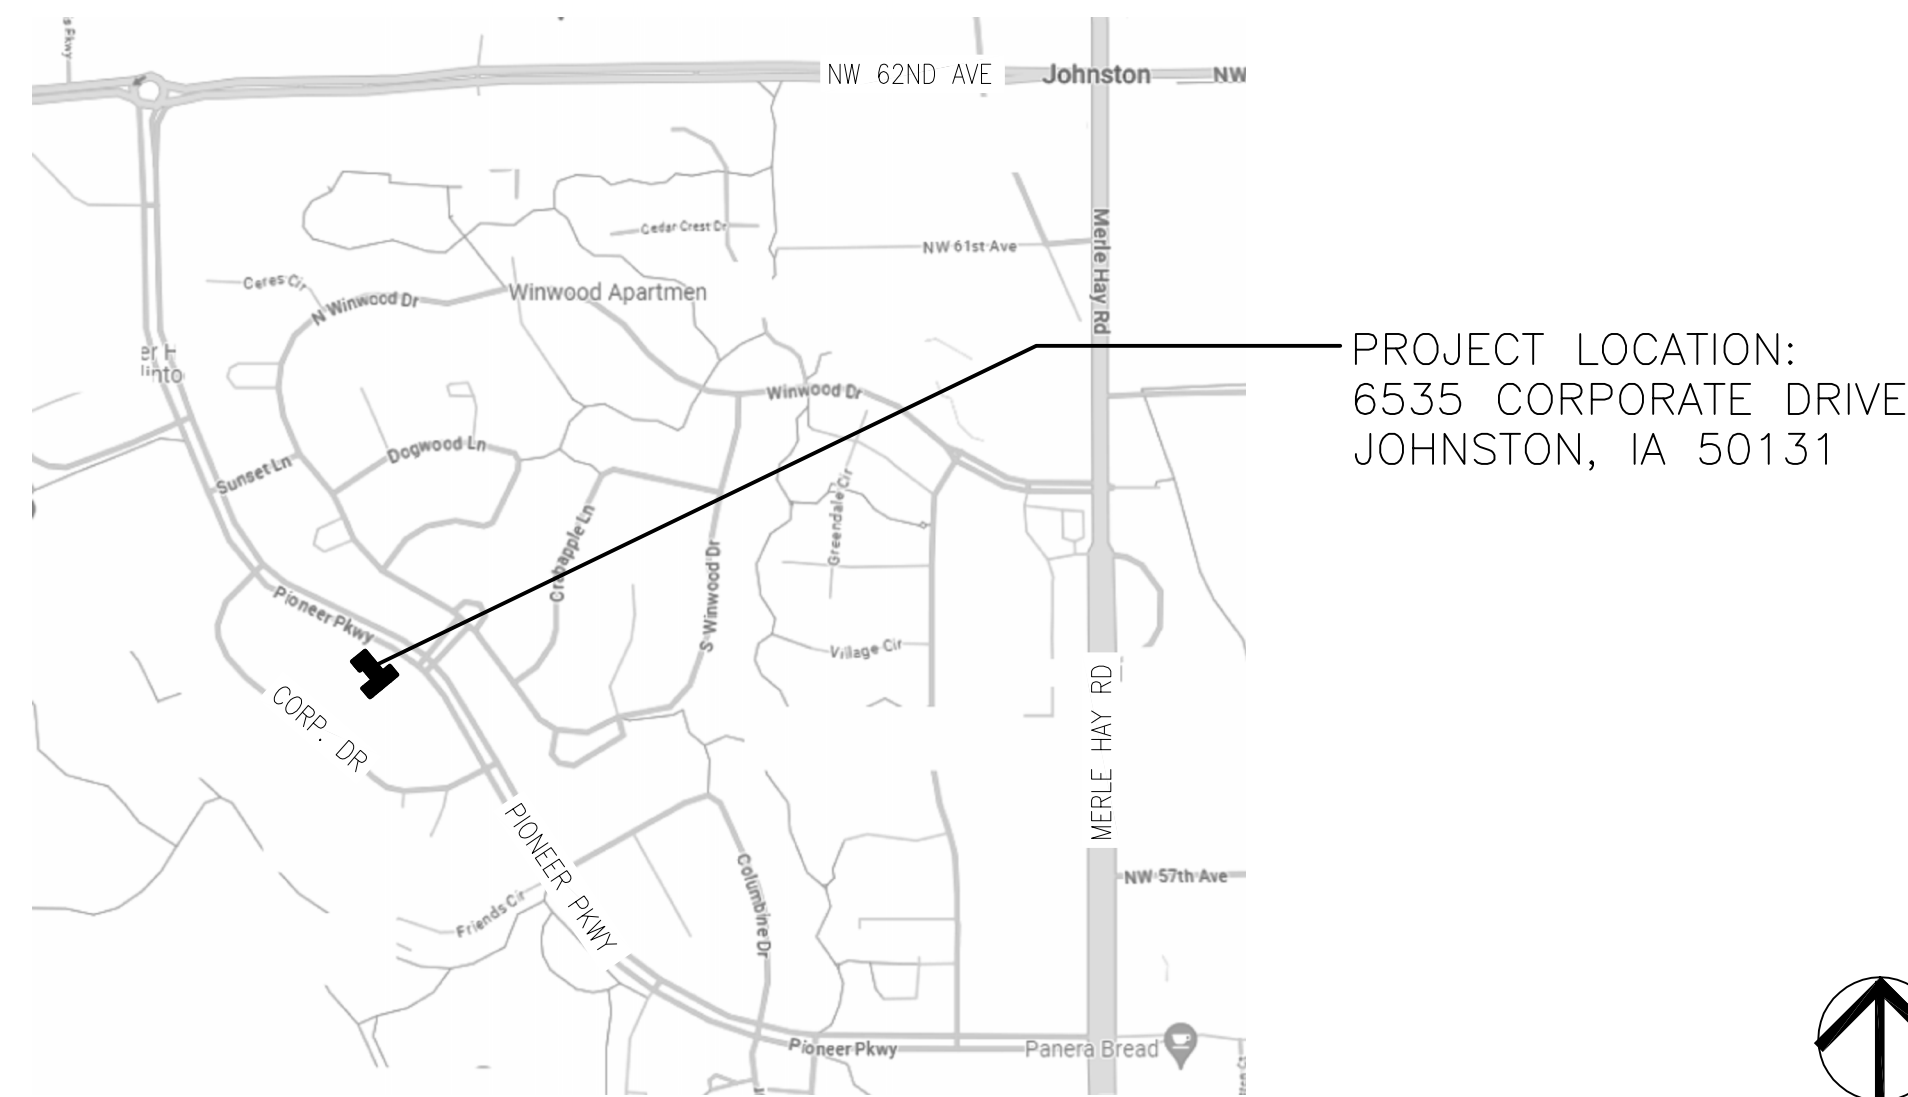 s Pkwy
NW 62ND AVE
Johnston
NW
Merle Hay Rd
Cedar Crest Dr
NW 61st Ave
Ceres Cir
N Winwood Dr
Winwood Apartmen
PROJECT LOCATION:
6535 CORPORATE DRIVE
JOHNSTON, IA 50131
Winwood Dr
Dogwood Ln
Sunset Ln
Greendale Cir
Crabapple Ln
S Winwood Dr
Pioneer Pkwy
Village Cir
CORP. DR
MERLE HAY RD
PIONEER PKWY
Columbine Dr
NW 57th Ave
Friends Cir
Pioneer Pkwy
Panera Bread